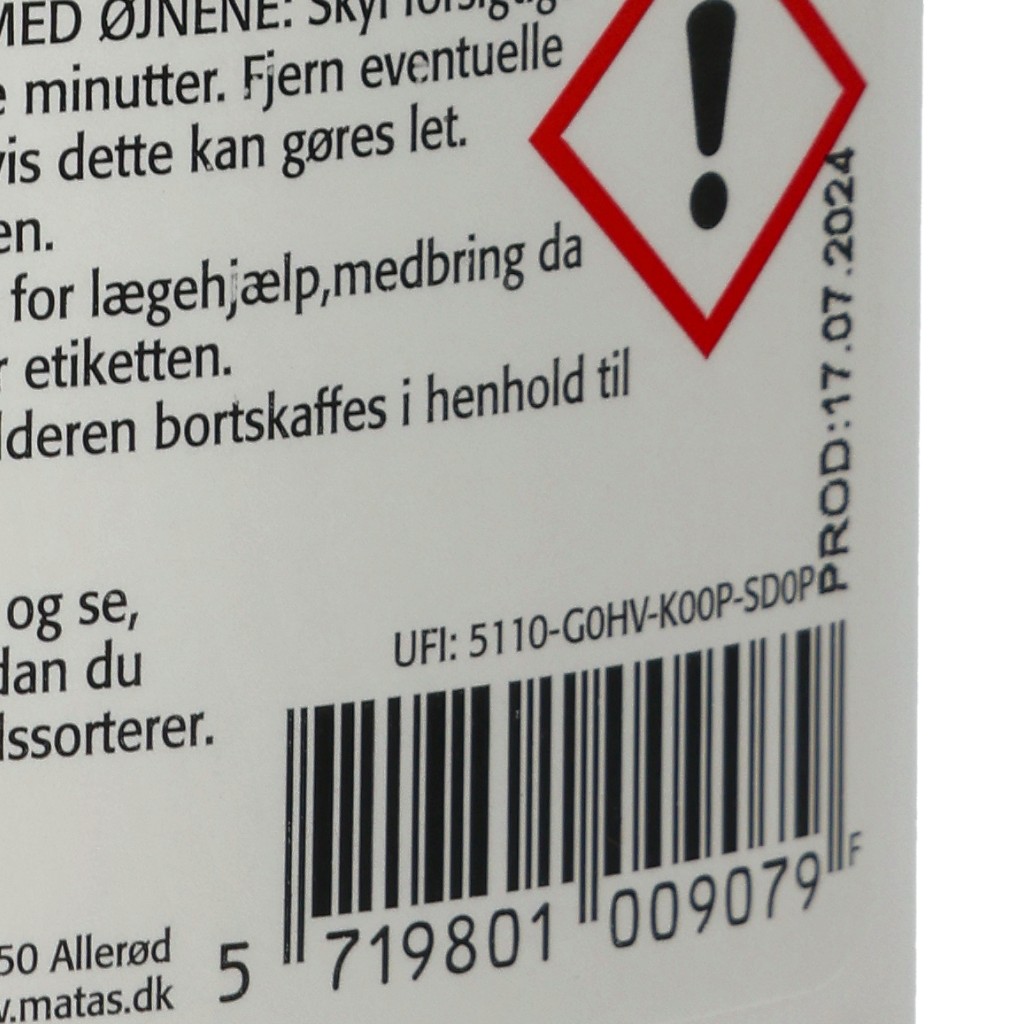 MED ØJNENE: Skyl forsigtig
e minutter. Fjern eventuelle
vis dette kan gøres let.
en.
for lægehjælp,medbring da
r etiketten.
lderen bortskaffes i henhold til
PROD:17.07.2024
og se,
dan du
lssorterer.
UFI: 5110-G0HV-K00P-SD0P
50 Allerød
w.matas.dk
5 719801 009079 F